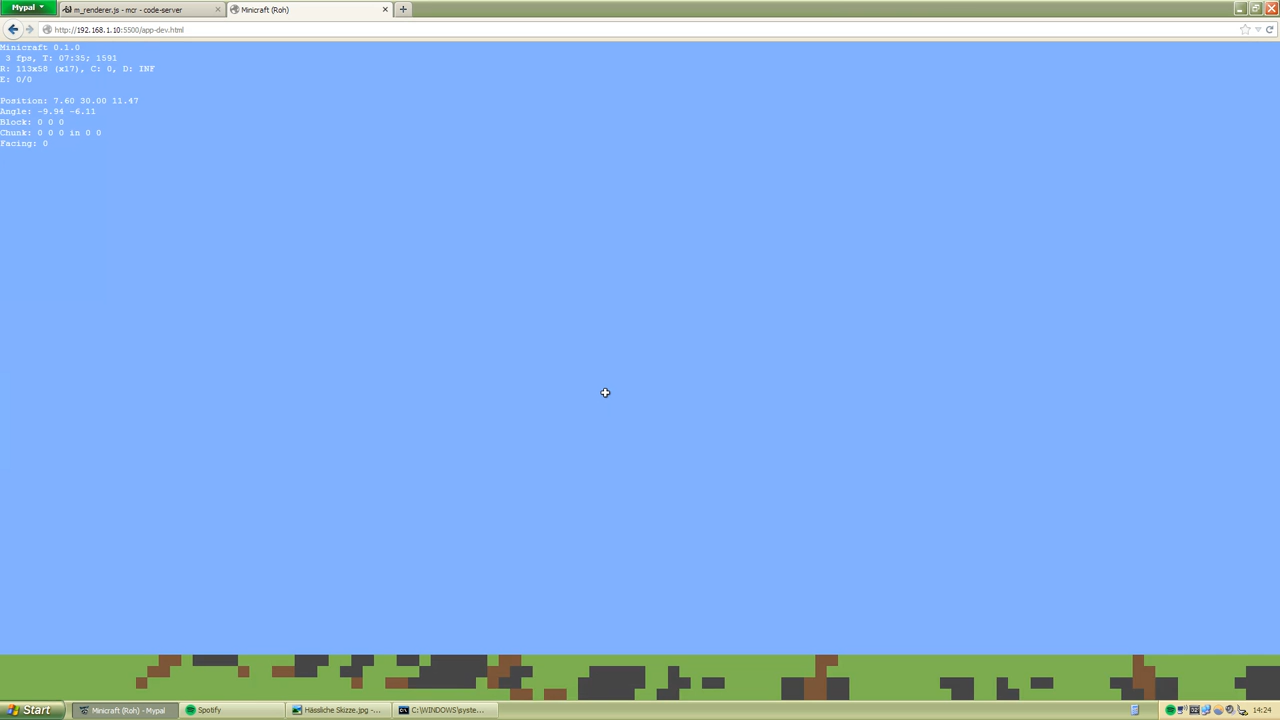 Mypal
m_renderer.js - mcr - code-server
Minicraft (Roh)
http://192.168.1.10:5500/app-dev.html
Minicraft 0.1.0
3 fps, T: 07:35; 1591
R: 113x58 (x17), C: 0, D: INF
E: 0/0
Position: 7.60 30.00 11.47
Angle: -9.94 -6.11
Block: 0 0 0
Chunk: 0 0 0 in 0 0
Facing: 0
Start
Minicraft (Roh) - Mypal
Spotify
Hässliche Skizze.jpg -...
C:\WINDOWS\syste...
14:24